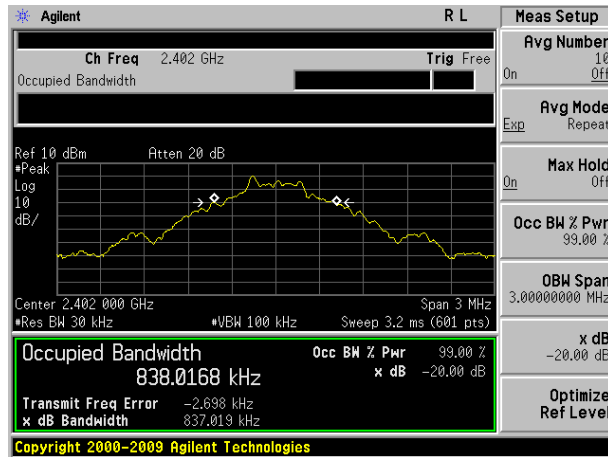 Agilent R L
Ch Freq 2.402 GHz Trig Free
Occupied Bandwidth
Ref 10 dBm Atten 20 dB
#Peak
Log
10
dB/
Center 2.402 000 GHz Span 3 MHz
#Res BW 30 kHz #VBW 100 kHz Sweep 3.2 ms (601 pts)
Occupied Bandwidth
838.0168 kHz
Occ BW % Pwr 99.00 %
x dB -20.00 dB
Transmit Freq Error -2.698 kHz
x dB Bandwidth 837.019 kHz
Copyright 2000-2009 Agilent Technologies
Meas Setup
Avg Number
10
On Off
Avg Mode
Exp Repeat
Max Hold
On Off
Occ BW % Pwr
99.00 %
OBW Span
3.00000000 MHz
x dB
-20.00 dB
Optimize
Ref Level